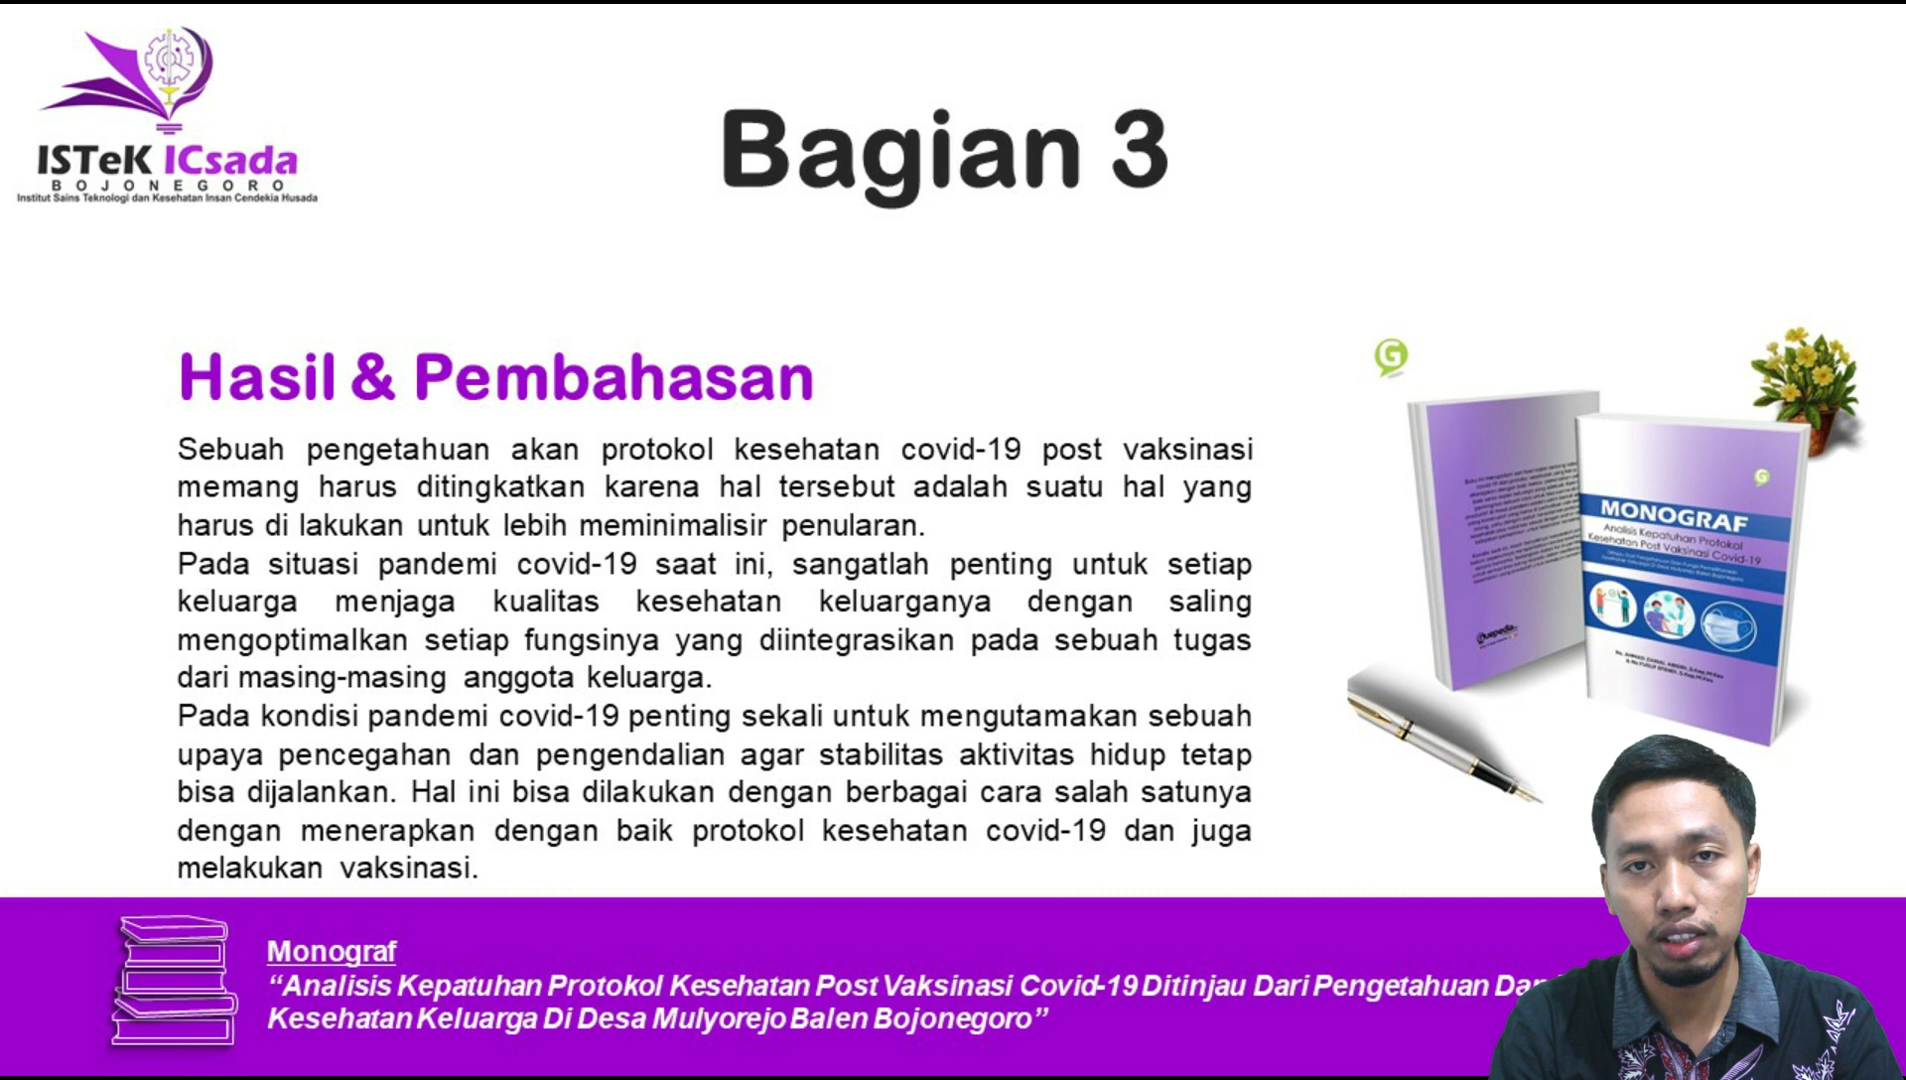 ISTeK ICsada
BOJONEGORO
Institut Sains Teknologi dan Kesehatan Insan Cendekia Husada
Bagian 3
Hasil & Pembahasan
Sebuah pengetahuan akan protokol kesehatan covid-19 post vaksinasi
memang harus ditingkatkan karena hal tersebut adalah suatu hal yang
harus di lakukan untuk lebih meminimalisir penularan.
Pada situasi pandemi covid-19 saat ini, sangatlah penting untuk setiap
keluarga menjaga kualitas kesehatan keluarganya dengan saling
mengoptimalkan setiap fungsinya yang diintegrasikan pada sebuah tugas
dari masing-masing anggota keluarga.
Pada kondisi pandemi covid-19 penting sekali untuk mengutamakan sebuah
upaya pencegahan dan pengendalian agar stabilitas aktivitas hidup tetap
bisa dijalankan. Hal ini bisa dilakukan dengan berbagai cara salah satunya
dengan menerapkan dengan baik protokol kesehatan covid-19 dan juga
melakukan vaksinasi.
G
MONOGRAF
Analisis Kepatuhan Protokol
Kesehatan Post Vaksinasi Covid-19
Guepedia
Monograf
“Analisis Kepatuhan Protokol Kesehatan Post Vaksinasi Covid-19 Ditinjau Dari Pengetahuan Dan
Kesehatan Keluarga Di Desa Mulyorejo Balen Bojonegoro”